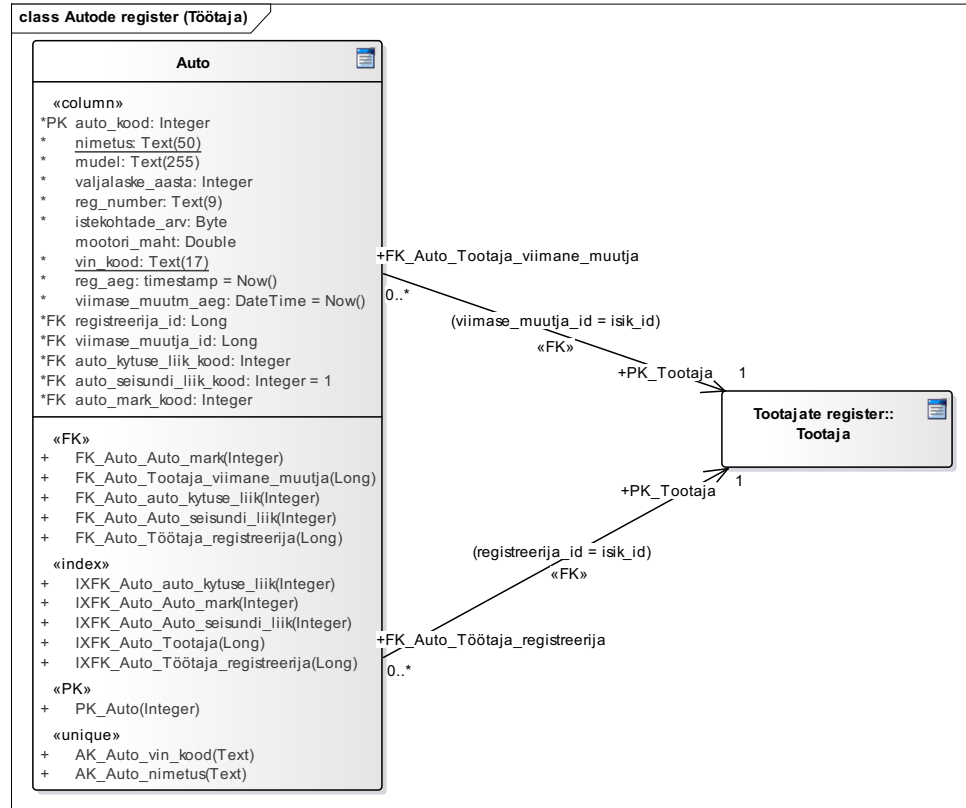 class Autode register (Töötaja)
Auto
«column»
*PK auto_kood: Integer
* nimetus: Text(50)
* mudel: Text(255)
* valjalaske_aasta: Integer
* reg_number: Text(9)
* istekohtade_arv: Byte
mootori_maht: Double
* vin_kood: Text(17)
* reg_aeg: timestamp = Now()
* viimase_muutm_aeg: DateTime = Now()
*FK registreerija_id: Long
*FK viimase_muutja_id: Long
*FK auto_kytuse_liik_kood: Integer
*FK auto_seisundi_liik_kood: Integer = 1
*FK auto_mark_kood: Integer
«FK»
+ FK_Auto_Auto_mark(Integer)
+ FK_Auto_Tootaja_viimane_muutja(Long)
+ FK_Auto_auto_kytuse_liik(Integer)
+ FK_Auto_Auto_seisundi_liik(Integer)
+ FK_Auto_Töötaja_registreerija(Long)
«index»
+ IXFK_Auto_auto_kytuse_liik(Integer)
+ IXFK_Auto_Auto_mark(Integer)
+ IXFK_Auto_Auto_seisundi_liik(Integer)
+ IXFK_Auto_Tootaja(Long)
+ IXFK_Auto_Töötaja_registreerija(Long)
«PK»
+ PK_Auto(Integer)
«unique»
+ AK_Auto_vin_kood(Text)
+ AK_Auto_nimetus(Text)
+FK_Auto_Tootaja_viimane_muutja
0..*
(viimase_muutja_id = isik_id)
«FK»
+PK_Tootaja 1
Tootajate register::
Tootaja
+PK_Tootaja 1
(registreerija_id = isik_id)
«FK»
+FK_Auto_Töötaja_registreerija
0..*